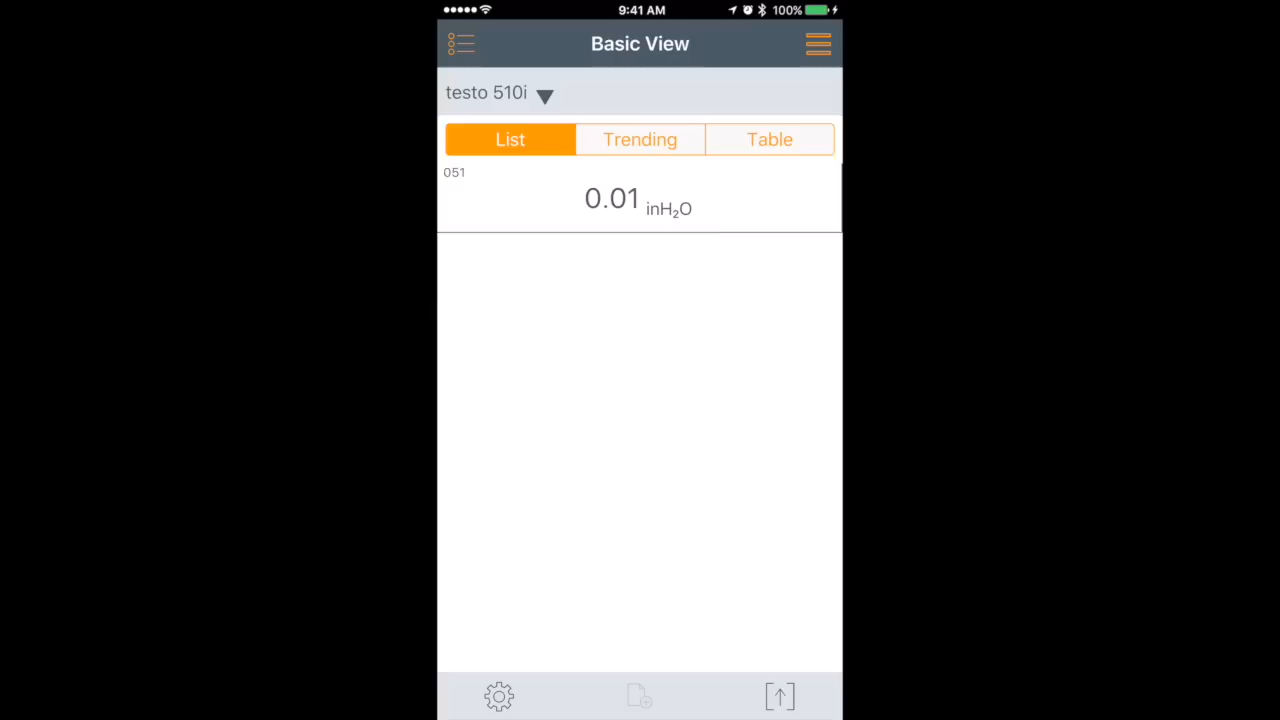 9:41 AM 100%
Basic View
testo 510i
List Trending Table
051
0.01 inH₂O